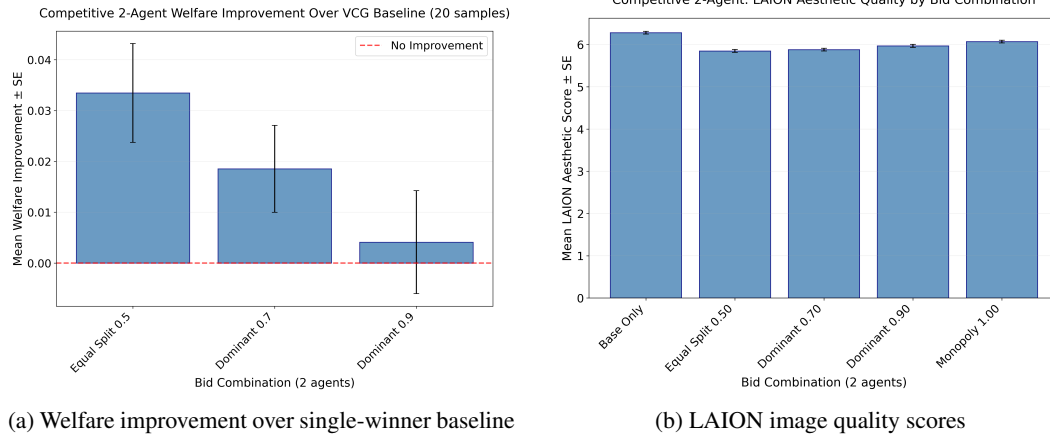 Competitive 2-Agent Welfare Improvement Over VCG Baseline (20 samples)
Mean Welfare Improvement ± SE
0.04
0.03
0.02
0.01
0.00
No Improvement
Equal Split 0.5
Dominant 0.7
Dominant 0.9
Bid Combination (2 agents)
(a) Welfare improvement over single-winner baseline
Competitive 2-Agent: LAION Aesthetic Quality by Bid Combination
Mean LAION Aesthetic Score ± SE
6
5
4
3
2
1
0
Base Only
Equal Split 0.50
Dominant 0.70
Dominant 0.90
Monopoly 1.00
Bid Combination (2 agents)
(b) LAION image quality scores